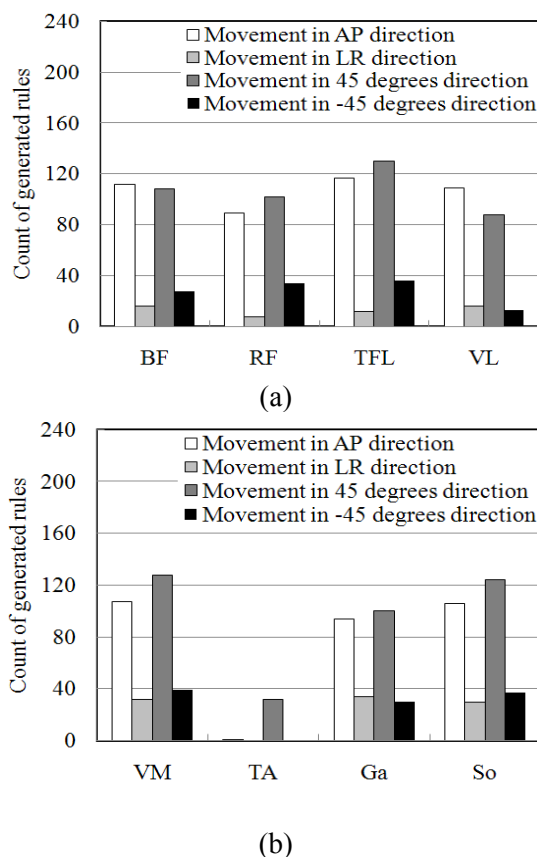 240
Movement in AP direction
Movement in LR direction
200
Movement in 45 degrees direction
Movement in -45 degrees direction
160
120
80
40
0
Count of generated rules
BF RF TFL VL
(a)
240
Movement in AP direction
Movement in LR direction
200
Movement in 45 degrees direction
Movement in -45 degrees direction
160
120
80
40
0
Count of generated rules
VM TA Ga So
(b)